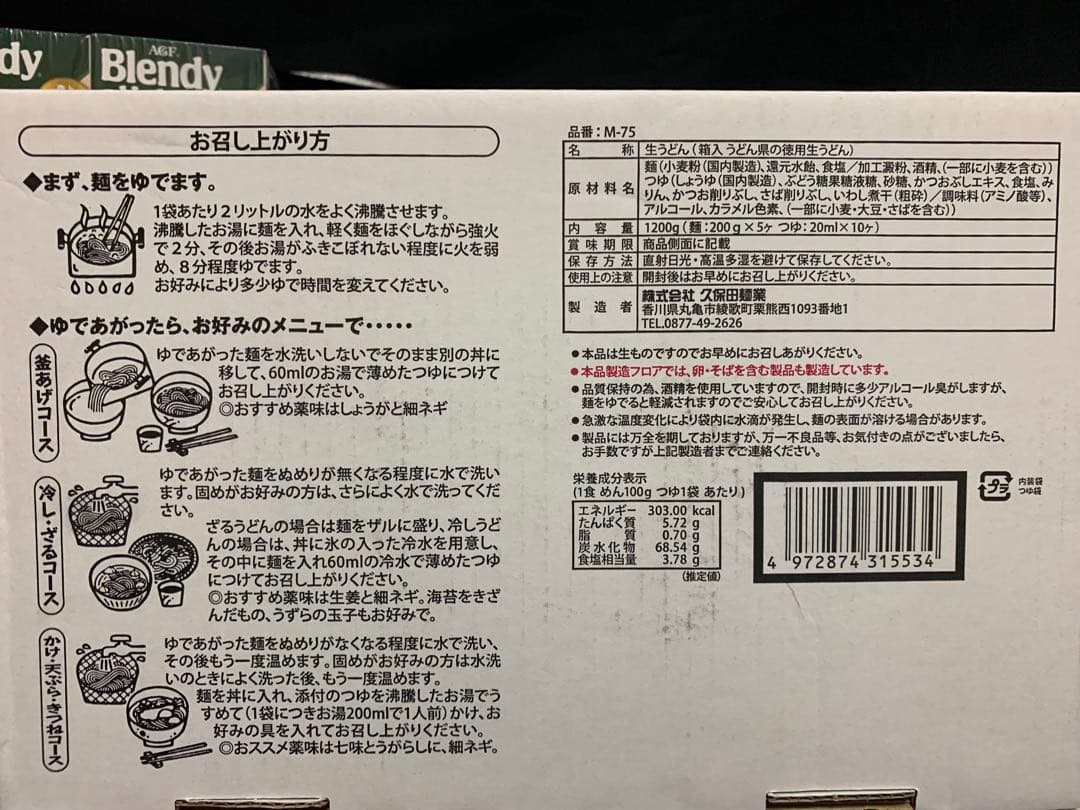 dy
AGF
Blendy
お召し上がり方
◆まず、麺をゆでます。
1袋あたり2リットルの水をよく沸騰させます。
沸騰したお湯に麺を入れ、軽く麺をほぐしながら強火
で2分、その後お湯がふきこぼれない程度に火を弱
め、8分程度ゆでます。
お好みにより多少ゆで時間を変えてください。
◆ゆであがったら、お好みのメニューで・・・・・
釜あげコース
ゆであがった麺を水洗いしないでそのまま別の丼に
移して、60mlのお湯で薄めたつゆにつけて
お召し上がりください。
◎おすすめ薬味はしょうがと細ネギ
冷し・ざるコース
ゆであがった麺をぬめりが無くなる程度に水で洗い
ます。固めがお好みの方は、さらによく水で洗ってくだ
さい。
ざるうどんの場合は麺をザルに盛り、冷しうど
んの場合は、丼に氷の入った冷水を用意し、
その中に麺を入れ60mlの冷水で薄めたつゆ
につけてお召し上がりください。
◎おすすめ薬味は生姜と細ネギ。海苔をきざ
んだもの、うずらの玉子もお好みで。
かけ・天ぷら・きつねコース
ゆであがった麺をぬめりがなくなる程度に水で洗い、
その後もう一度温めます。固めがお好みの方は水洗
いのときによく洗った後、もう一度温めます。
麺を丼に入れ、添付のつゆを沸騰したお湯でう
すめて(1袋につきお湯200mlで1人前)かけ、お
好みの具を入れてお召し上がりください。
◎おススメ薬味は七味とうがらしに、細ネギ。
品番:M-75
名称 生うどん(箱入 うどん県の徳用生うどん)
原材料名 麺(小麦粉(国内製造)、還元水飴、食塩/加工澱粉、酒精、(一部に小麦を含む))
つゆ(しょうゆ(国内製造)、ぶどう糖果糖液糖、砂糖、かつおぶしエキス、食塩、み
りん、かつお削りぶし、さば削りぶし、いわし煮干(粗砕)/調味料(アミノ酸等)、
アルコール、カラメル色素、(一部に小麦・大豆・さばを含む))
内容量 1200g(麺:200g×5ヶ つゆ:20ml×10ヶ)
賞味期限 商品側面に記載
保存方法 直射日光・高温多湿を避けて保存してください。
使用上の注意 開封後はお早めにお召し上がりください。
製造者 株式会社 久保田麺業
香川県丸亀市綾歌町栗熊西1093番地1
TEL.0877-49-2626
●本品は生ものですのでお早めにお召しあがりください。
●本品製造フロアでは、卵・そばを含む製品も製造しています。
●品質保持の為、酒精を使用していますので、開封時に多少アルコール臭がしますが、
麺をゆでると軽減されますのでご安心してお召し上がりください。
●急激な温度変化により袋内に水滴が発生し、麺の表面が溶ける場合があります。
●製品には万全を期しておりますが、万一不良品等、お気付きの点がございましたら、
お手数ですが上記製造者までご連絡ください。
栄養成分表示
(1食 めん100g つゆ1袋 あたり)
エネルギー 303.00 kcal
たんぱく質 5.72 g
脂質 0.70 g
炭水化物 68.54 g
食塩相当量 3.78 g
(推定値)
4 972874 315534
プラ
内装袋
つゆ袋